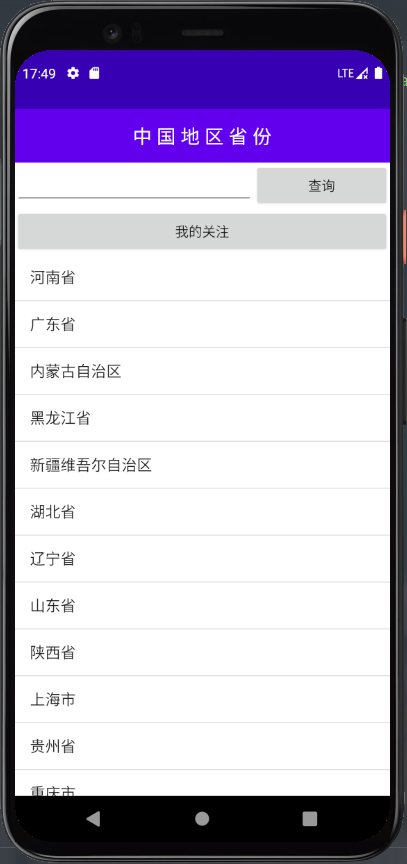 17:49 LTE
中国地区省份
查询
我的关注
河南省
广东省
内蒙古自治区
黑龙江省
新疆维吾尔自治区
湖北省
辽宁省
山东省
陕西省
上海市
贵州省
重庆市